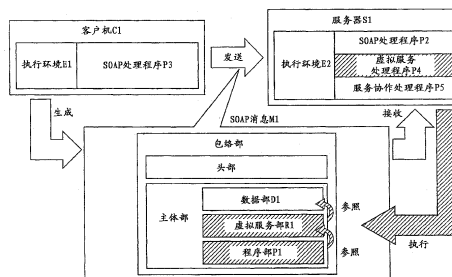 客户机C1
执行环境E1
SOAP处理程序P3
发送
服务器S1
执行环境E2
SOAP处理程序P2
虚拟服务
处理程序P4
服务协作处理程序P5
生成
SOAP消息M1
接收
包络部
头部
主体部
数据部D1
虚拟服务部R1
程序部P1
参照
参照
执行